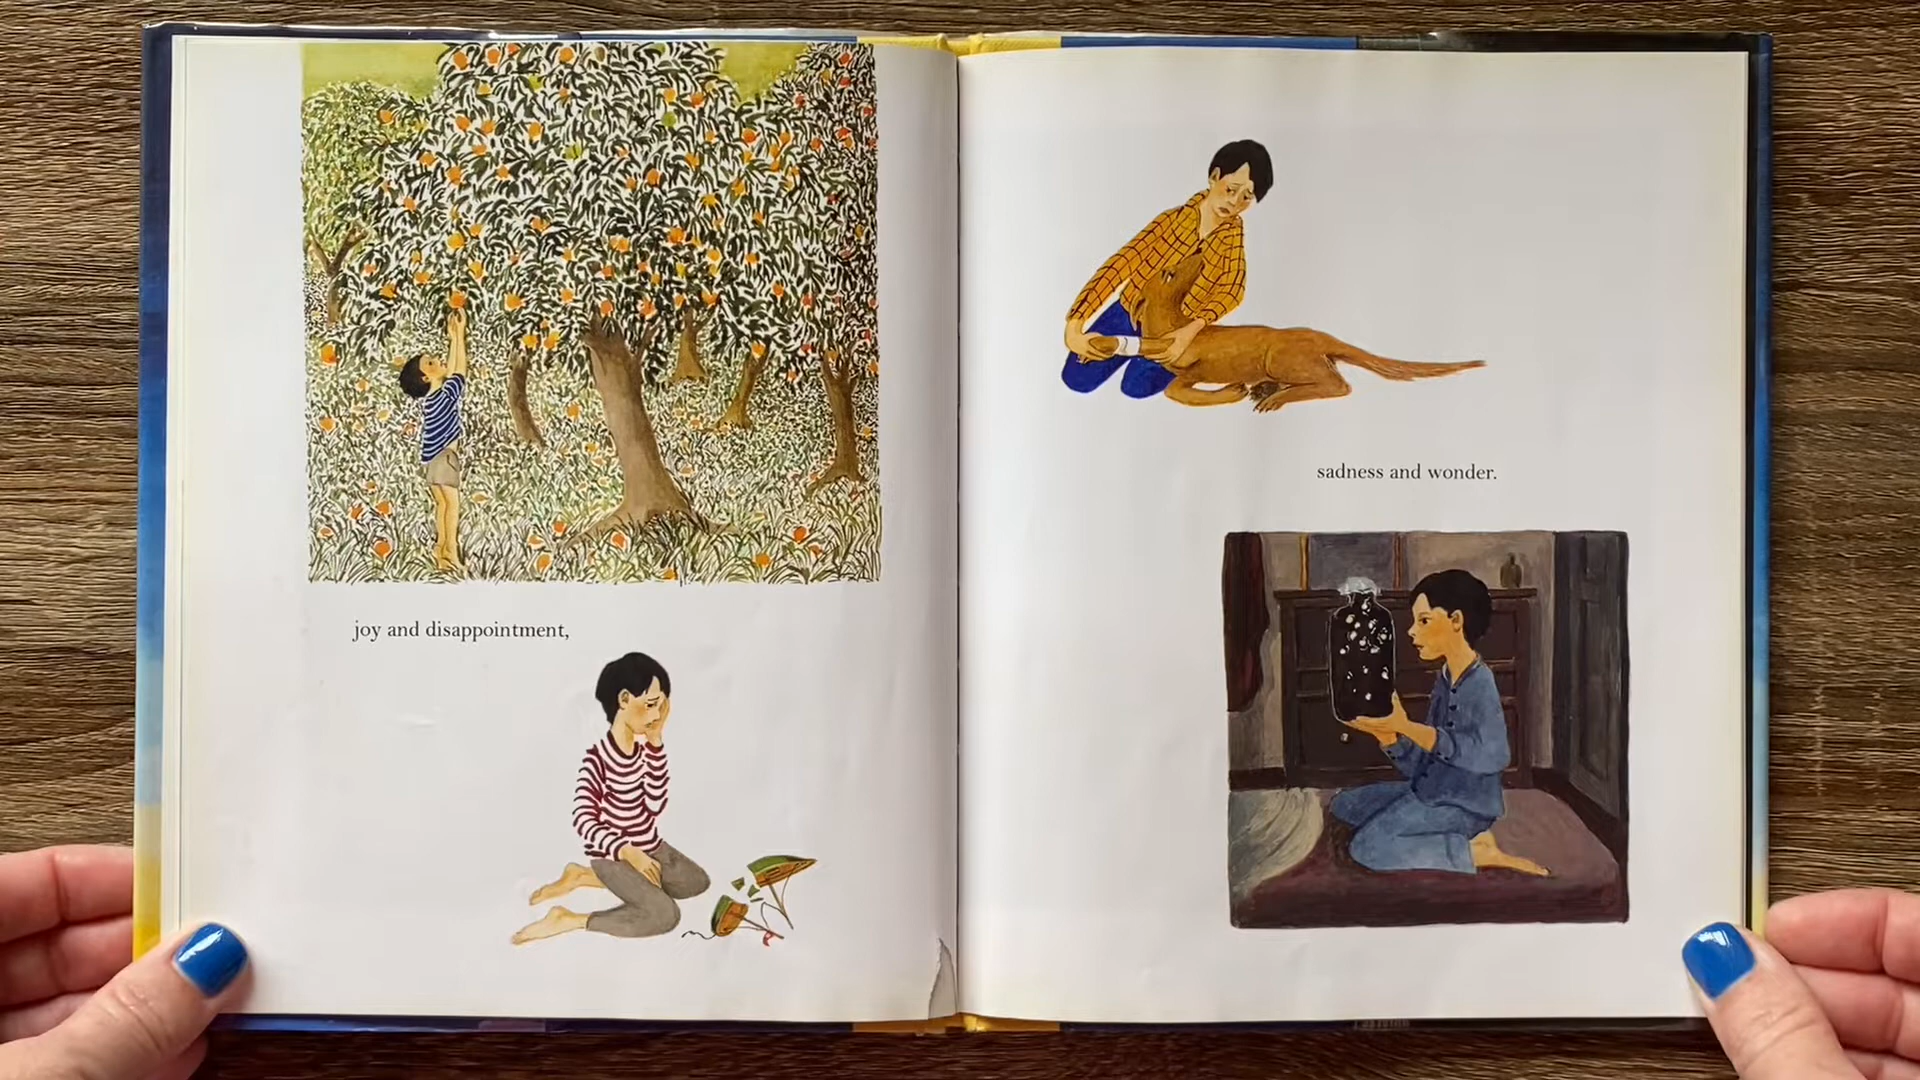 joy and disappointment,
sadness and wonder.